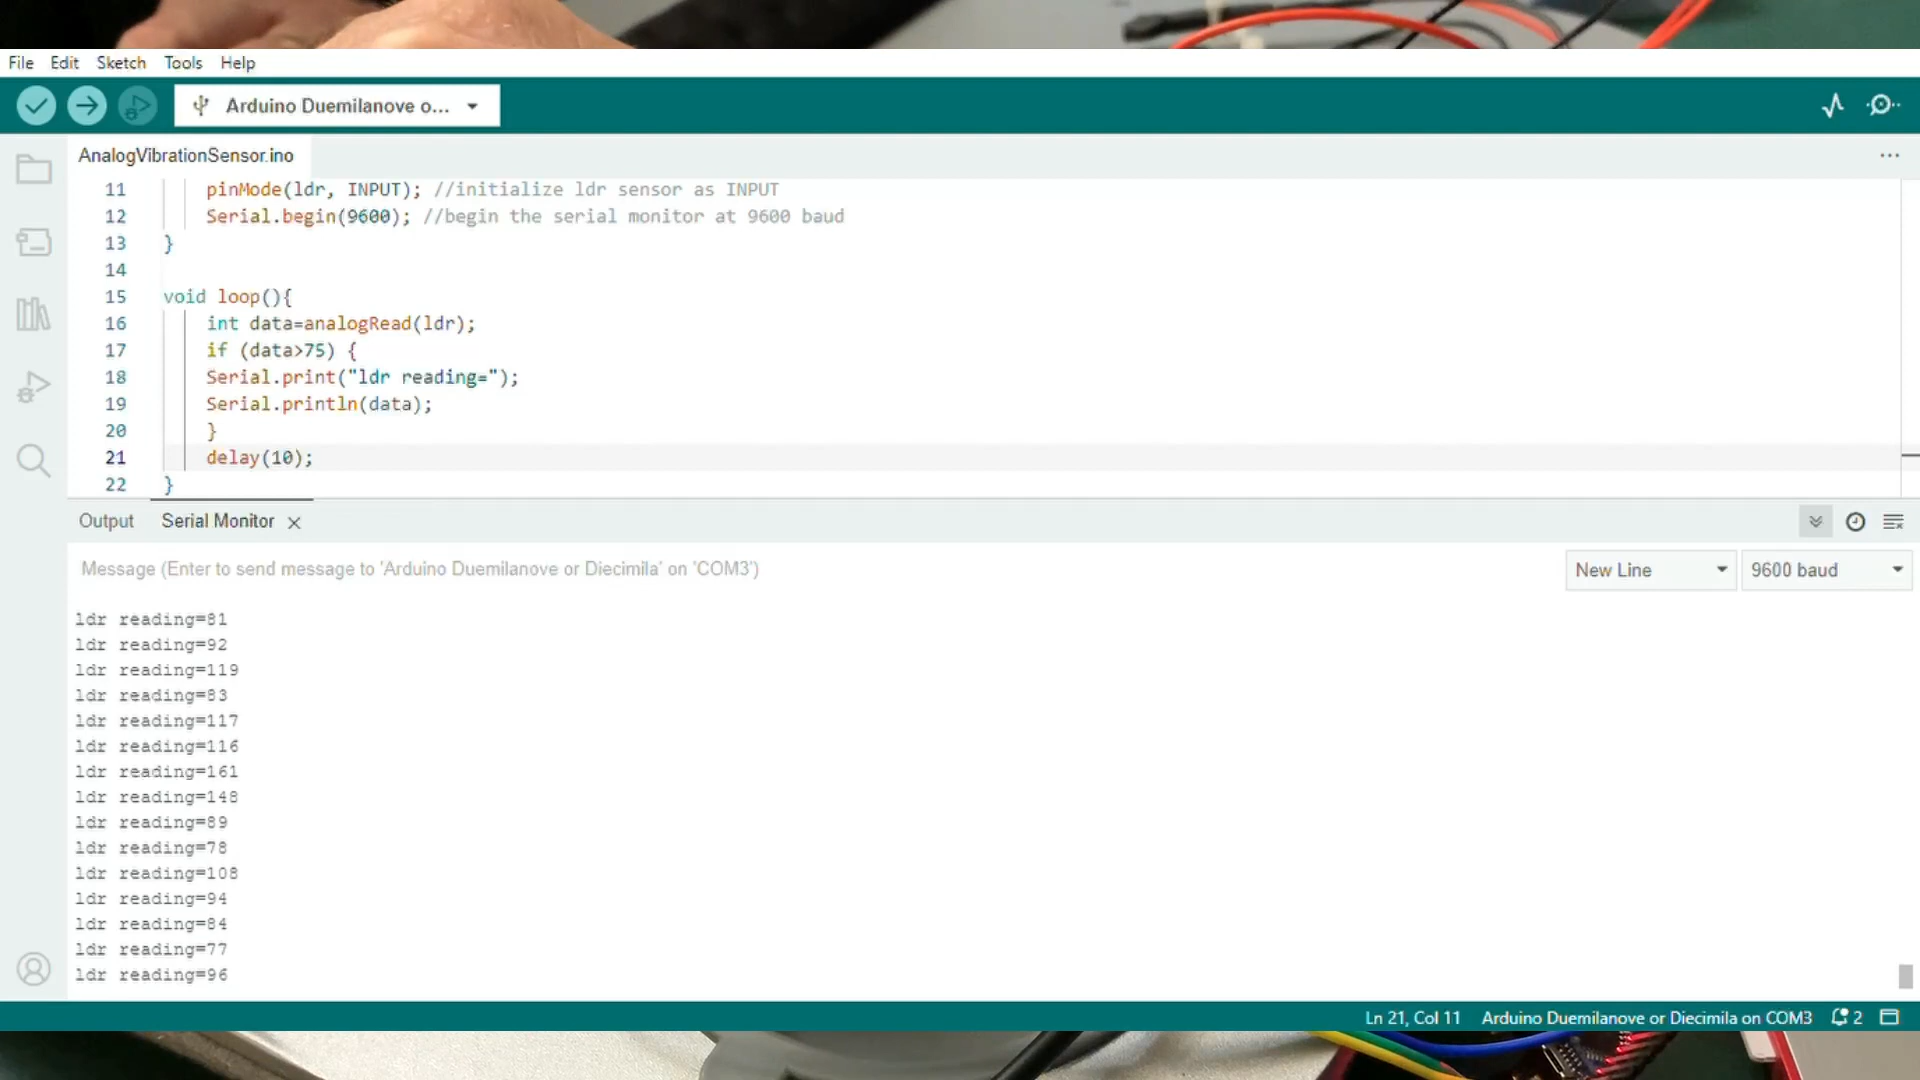 File Edit Sketch Tools Help
Arduino Duemilanove o...
AnalogVibrationSensor.ino
11 pinMode(ldr, INPUT); //initialize ldr sensor as INPUT
12 Serial.begin(9600); //begin the serial monitor at 9600 baud
13 }
14
15 void loop(){
16 int data=analogRead(ldr);
17 if (data>75) {
18 Serial.print("ldr reading=");
19 Serial.println(data);
20 }
21 delay(10);
22 }
Output Serial Monitor
Message (Enter to send message to 'Arduino Duemilanove or Diecimila' on 'COM3')
New Line 9600 baud
ldr reading=81
ldr reading=92
ldr reading=119
ldr reading=83
ldr reading=117
ldr reading=116
ldr reading=161
ldr reading=148
ldr reading=89
ldr reading=78
ldr reading=108
ldr reading=94
ldr reading=84
ldr reading=77
ldr reading=96
Ln 21, Col 11 Arduino Duemilanove or Diecimila on COM3 2